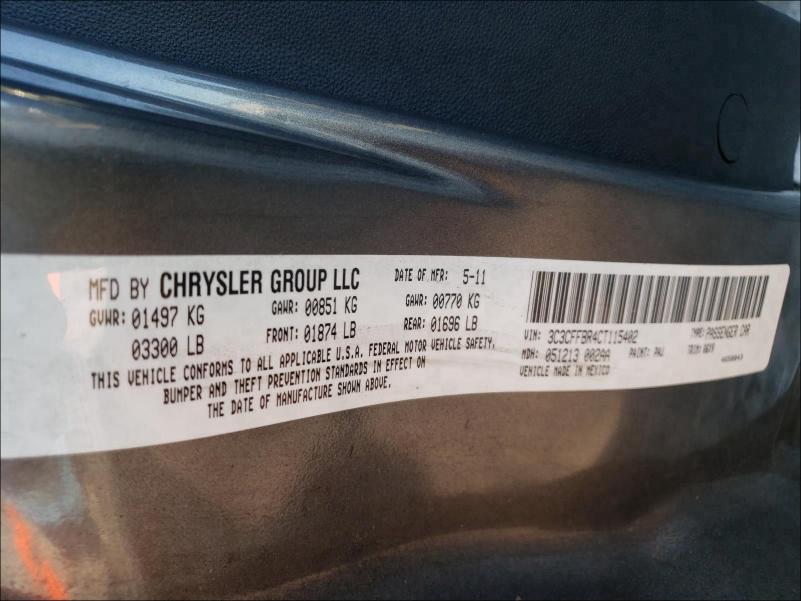 MFD BY CHRYSLER GROUP LLC DATE OF MFR: 5-11
GVWR: 01497 KG GAWR: 00851 KG GAWR: 00770 KG
03300 LB FRONT: 01874 LB REAR: 01696 LB
THIS VEHICLE CONFORMS TO ALL APPLICABLE U.S.A. FEDERAL MOTOR VEHICLE SAFETY,
BUMPER AND THEFT PREVENTION STANDARDS IN EFFECT ON
THE DATE OF MANUFACTURE SHOWN ABOVE.
VIN: 3C3CFFBR4CT115402 TYPE: PASSENGER CAR
MDH: 051213 002AA PAINT: PAU TRIM:
VEHICLE MADE IN MEXICO